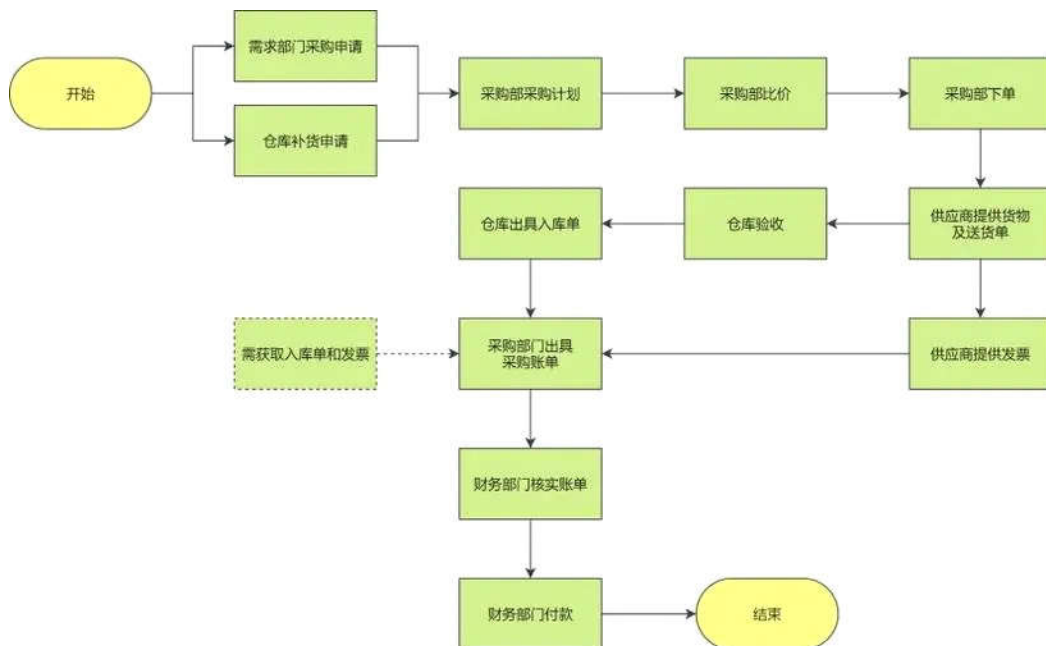 需求部门采购申请
开始
仓库补货申请
采购部采购计划
采购部比价
采购部下单
仓库出具入库单
仓库验收
供应商提供货物
及送货单
需获取入库单和发票
采购部门出具
采购账单
供应商提供发票
财务部门核实账单
财务部门付款
结束